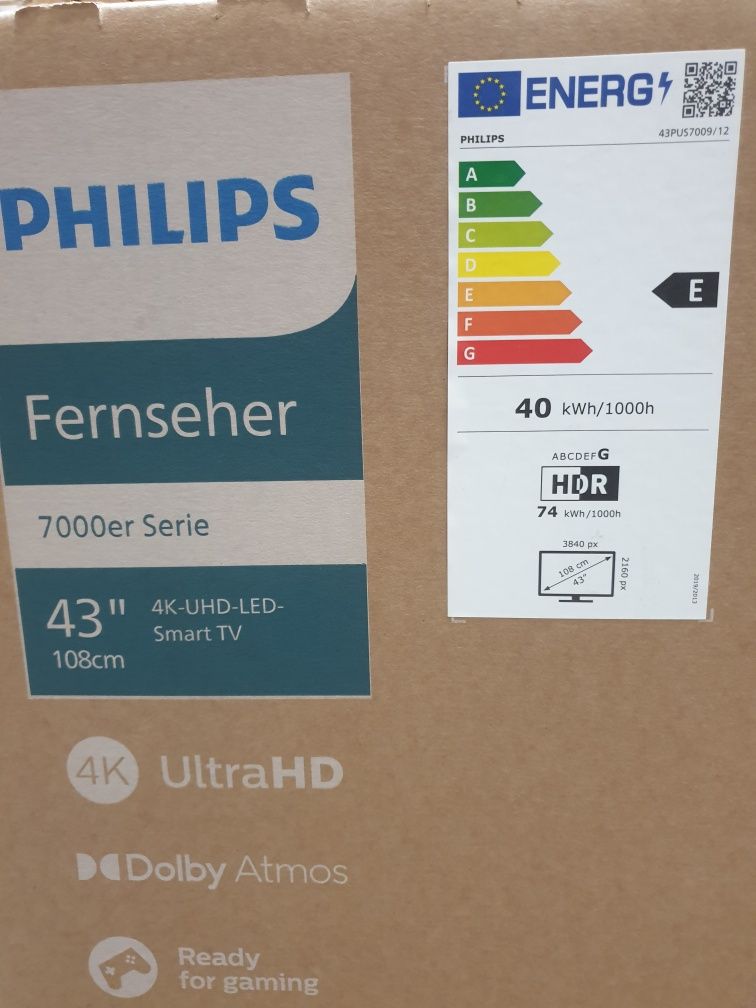 PHILIPS
Fernseher
7000er Serie
43"
108cm
4K-UHD-LED-
Smart TV
4K UltraHD
Dolby Atmos
Ready
for gaming
ENERG
PHILIPS
43PUS7009/12
A
B
C
D
E
F
G
E
40 kWh/1000h
ABCDEFG
HDR
74 kWh/1000h
3840 px
2160 px
108 cm
43"
2019/2013